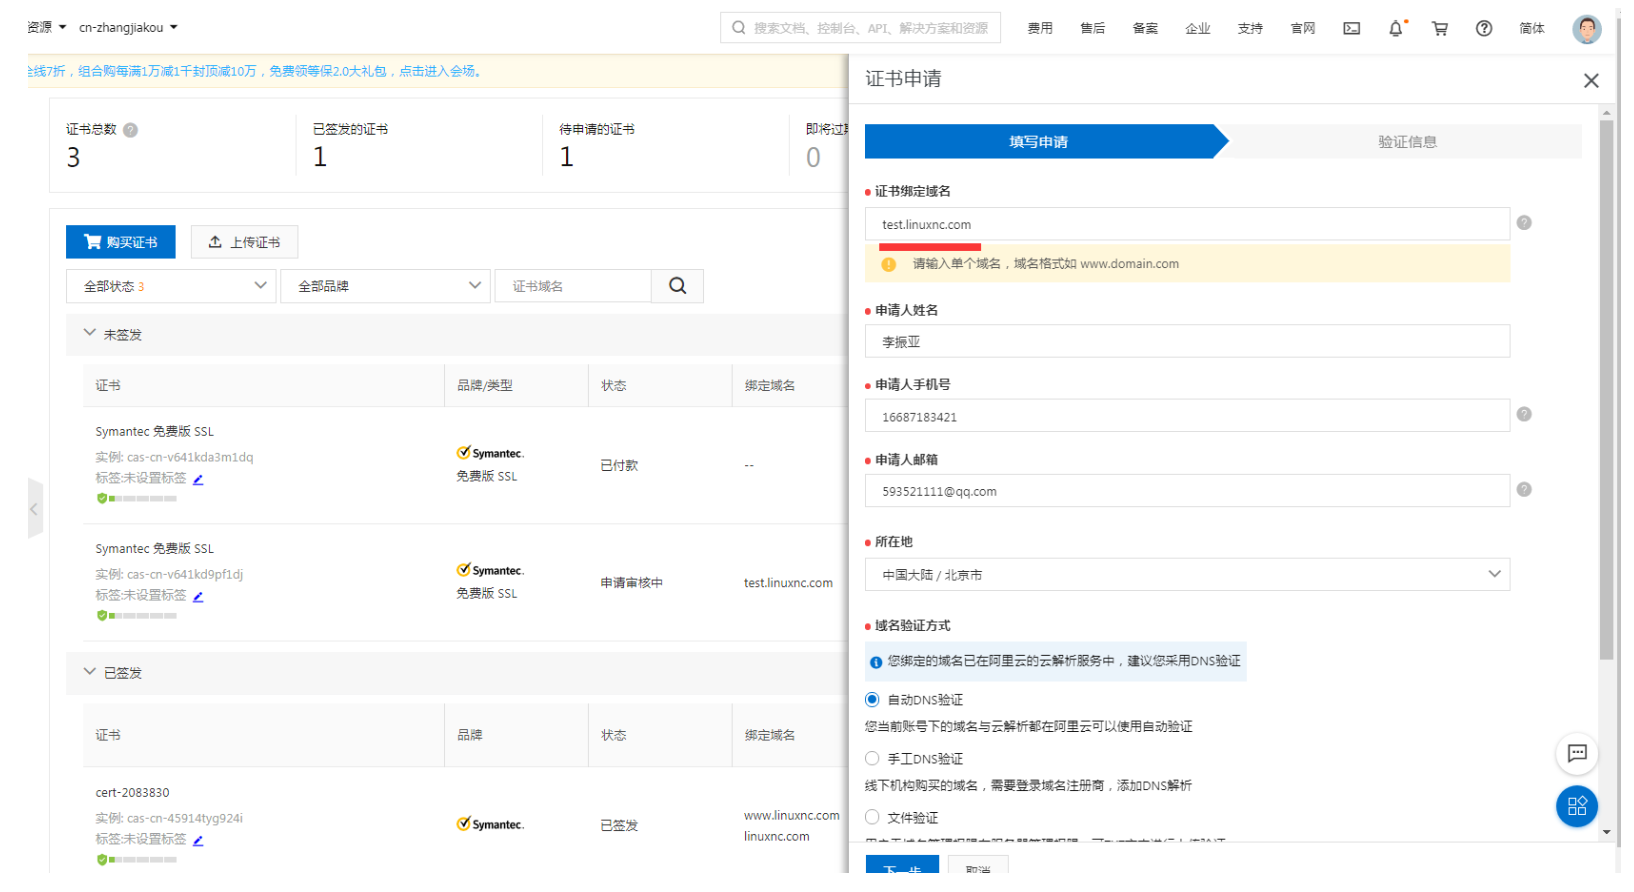 资源 cn-zhangjiakou
搜索文档、控制台、API、解决方案和资源
费用 售后 备案 企业 支持 官网 简体
全线7折，组合购每满1万减1千封顶减10万，免费领等保2.0大礼包，点击进入会场。
证书总数 ?
3
已签发的证书
1
待申请的证书
1
即将过期
0
购买证书
上传证书
全部状态 3
全部品牌
证书域名
未签发
证书 品牌/类型 状态 绑定域名
Symantec 免费版 SSL
实例: cas-cn-v641kda3m1dq
标签:未设置标签
Symantec.
免费版 SSL
已付款
--
Symantec 免费版 SSL
实例: cas-cn-v641kd9pf1dj
标签:未设置标签
Symantec.
免费版 SSL
申请审核中
test.linuxnc.com
已签发
证书 品牌 状态 绑定域名
cert-2083830
实例: cas-cn-45914tyg924i
标签:未设置标签
Symantec.
已签发
www.linuxnc.com
linuxnc.com
证书申请
填写申请 验证信息
证书绑定域名
test.linuxnc.com
请输入单个域名，域名格式如 www.domain.com
申请人姓名
李振亚
申请人手机号
16687183421
申请人邮箱
593521111@qq.com
所在地
中国大陆 / 北京市
域名验证方式
您绑定的域名已在阿里云的云解析服务中，建议您采用DNS验证
自动DNS验证
您当前账号下的域名与云解析都在阿里云可以使用自动验证
手工DNS验证
线下机构购买的域名，需要登录域名注册商，添加DNS解析
文件验证
下一步 取消